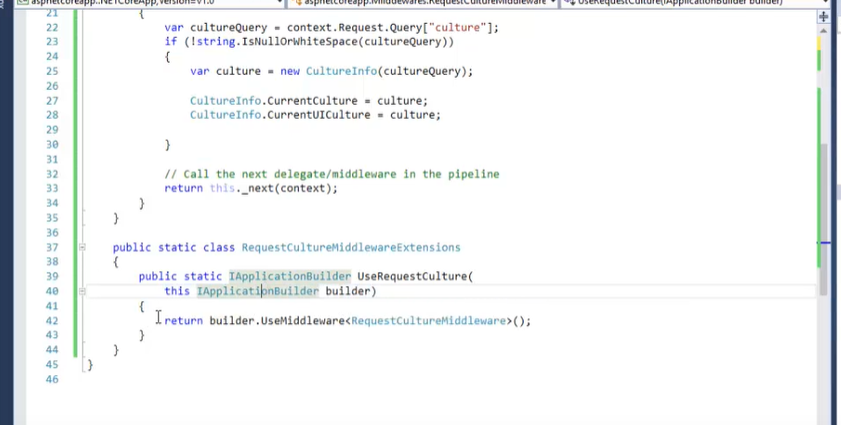 aspnetcoreapp..NETCoreApp,Version=v1.0 aspnetcoreapp.Middlewares.RequestCultureMiddleware UseRequestCulture(IApplicationBuilder builder)
21 {
22 var cultureQuery = context.Request.Query["culture"];
23 if (!string.IsNullOrWhiteSpace(cultureQuery))
24 {
25 var culture = new CultureInfo(cultureQuery);
26
27 CultureInfo.CurrentCulture = culture;
28 CultureInfo.CurrentUICulture = culture;
29
30 }
31
32 // Call the next delegate/middleware in the pipeline
33 return this._next(context);
34 }
35 }
36
37 public static class RequestCultureMiddlewareExtensions
38 {
39 public static IApplicationBuilder UseRequestCulture(
40 this IApplicationBuilder builder)
41 {
42 return builder.UseMiddleware<RequestCultureMiddleware>();
43 }
44 }
45 }
46